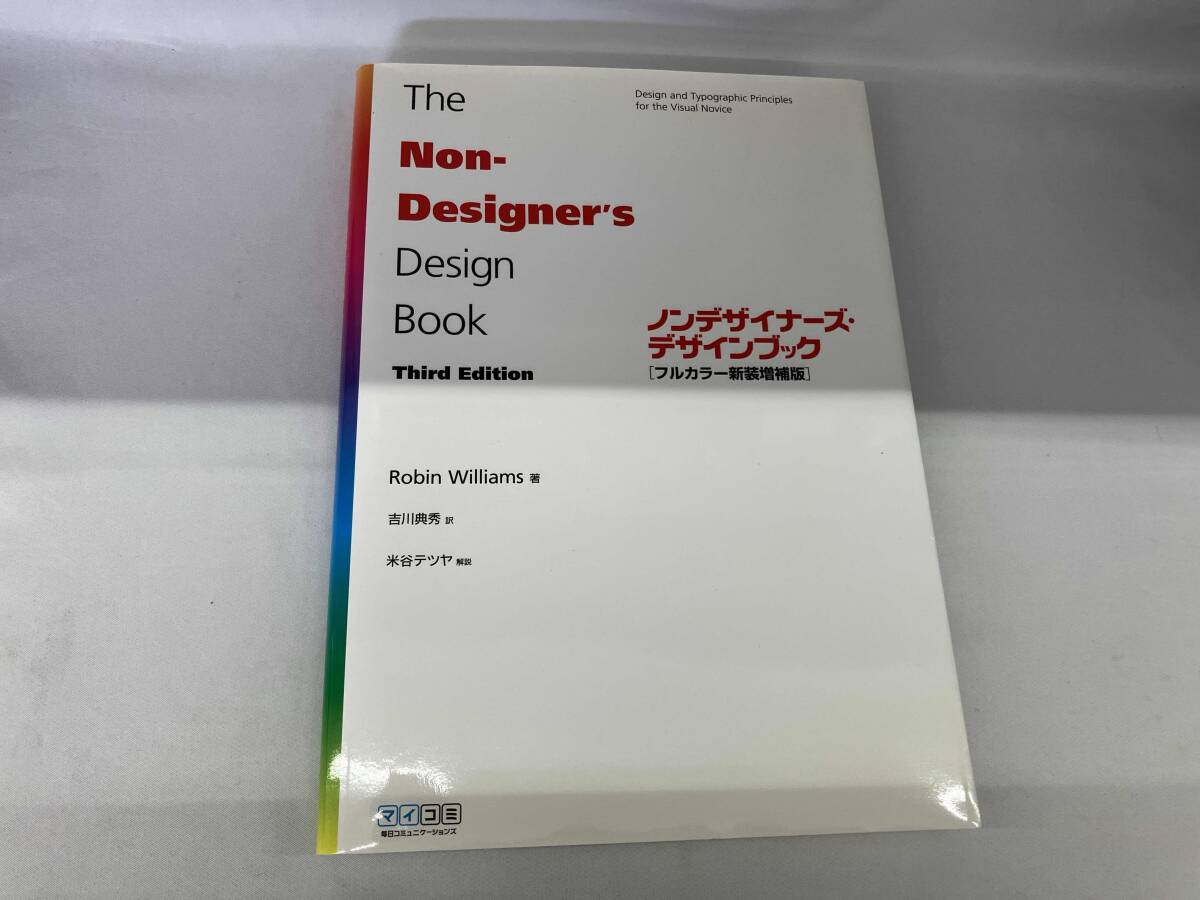 The
Non-
Designer's
Design
Book
Third Edition
Design and Typographic Principles
for the Visual Novice
ノンデザイナーズ・
デザインブック
[フルカラー新装増補版]
Robin Williams 著
吉川典秀 訳
米谷テツヤ 解説
マイコミ
毎日コミュニケーションズ